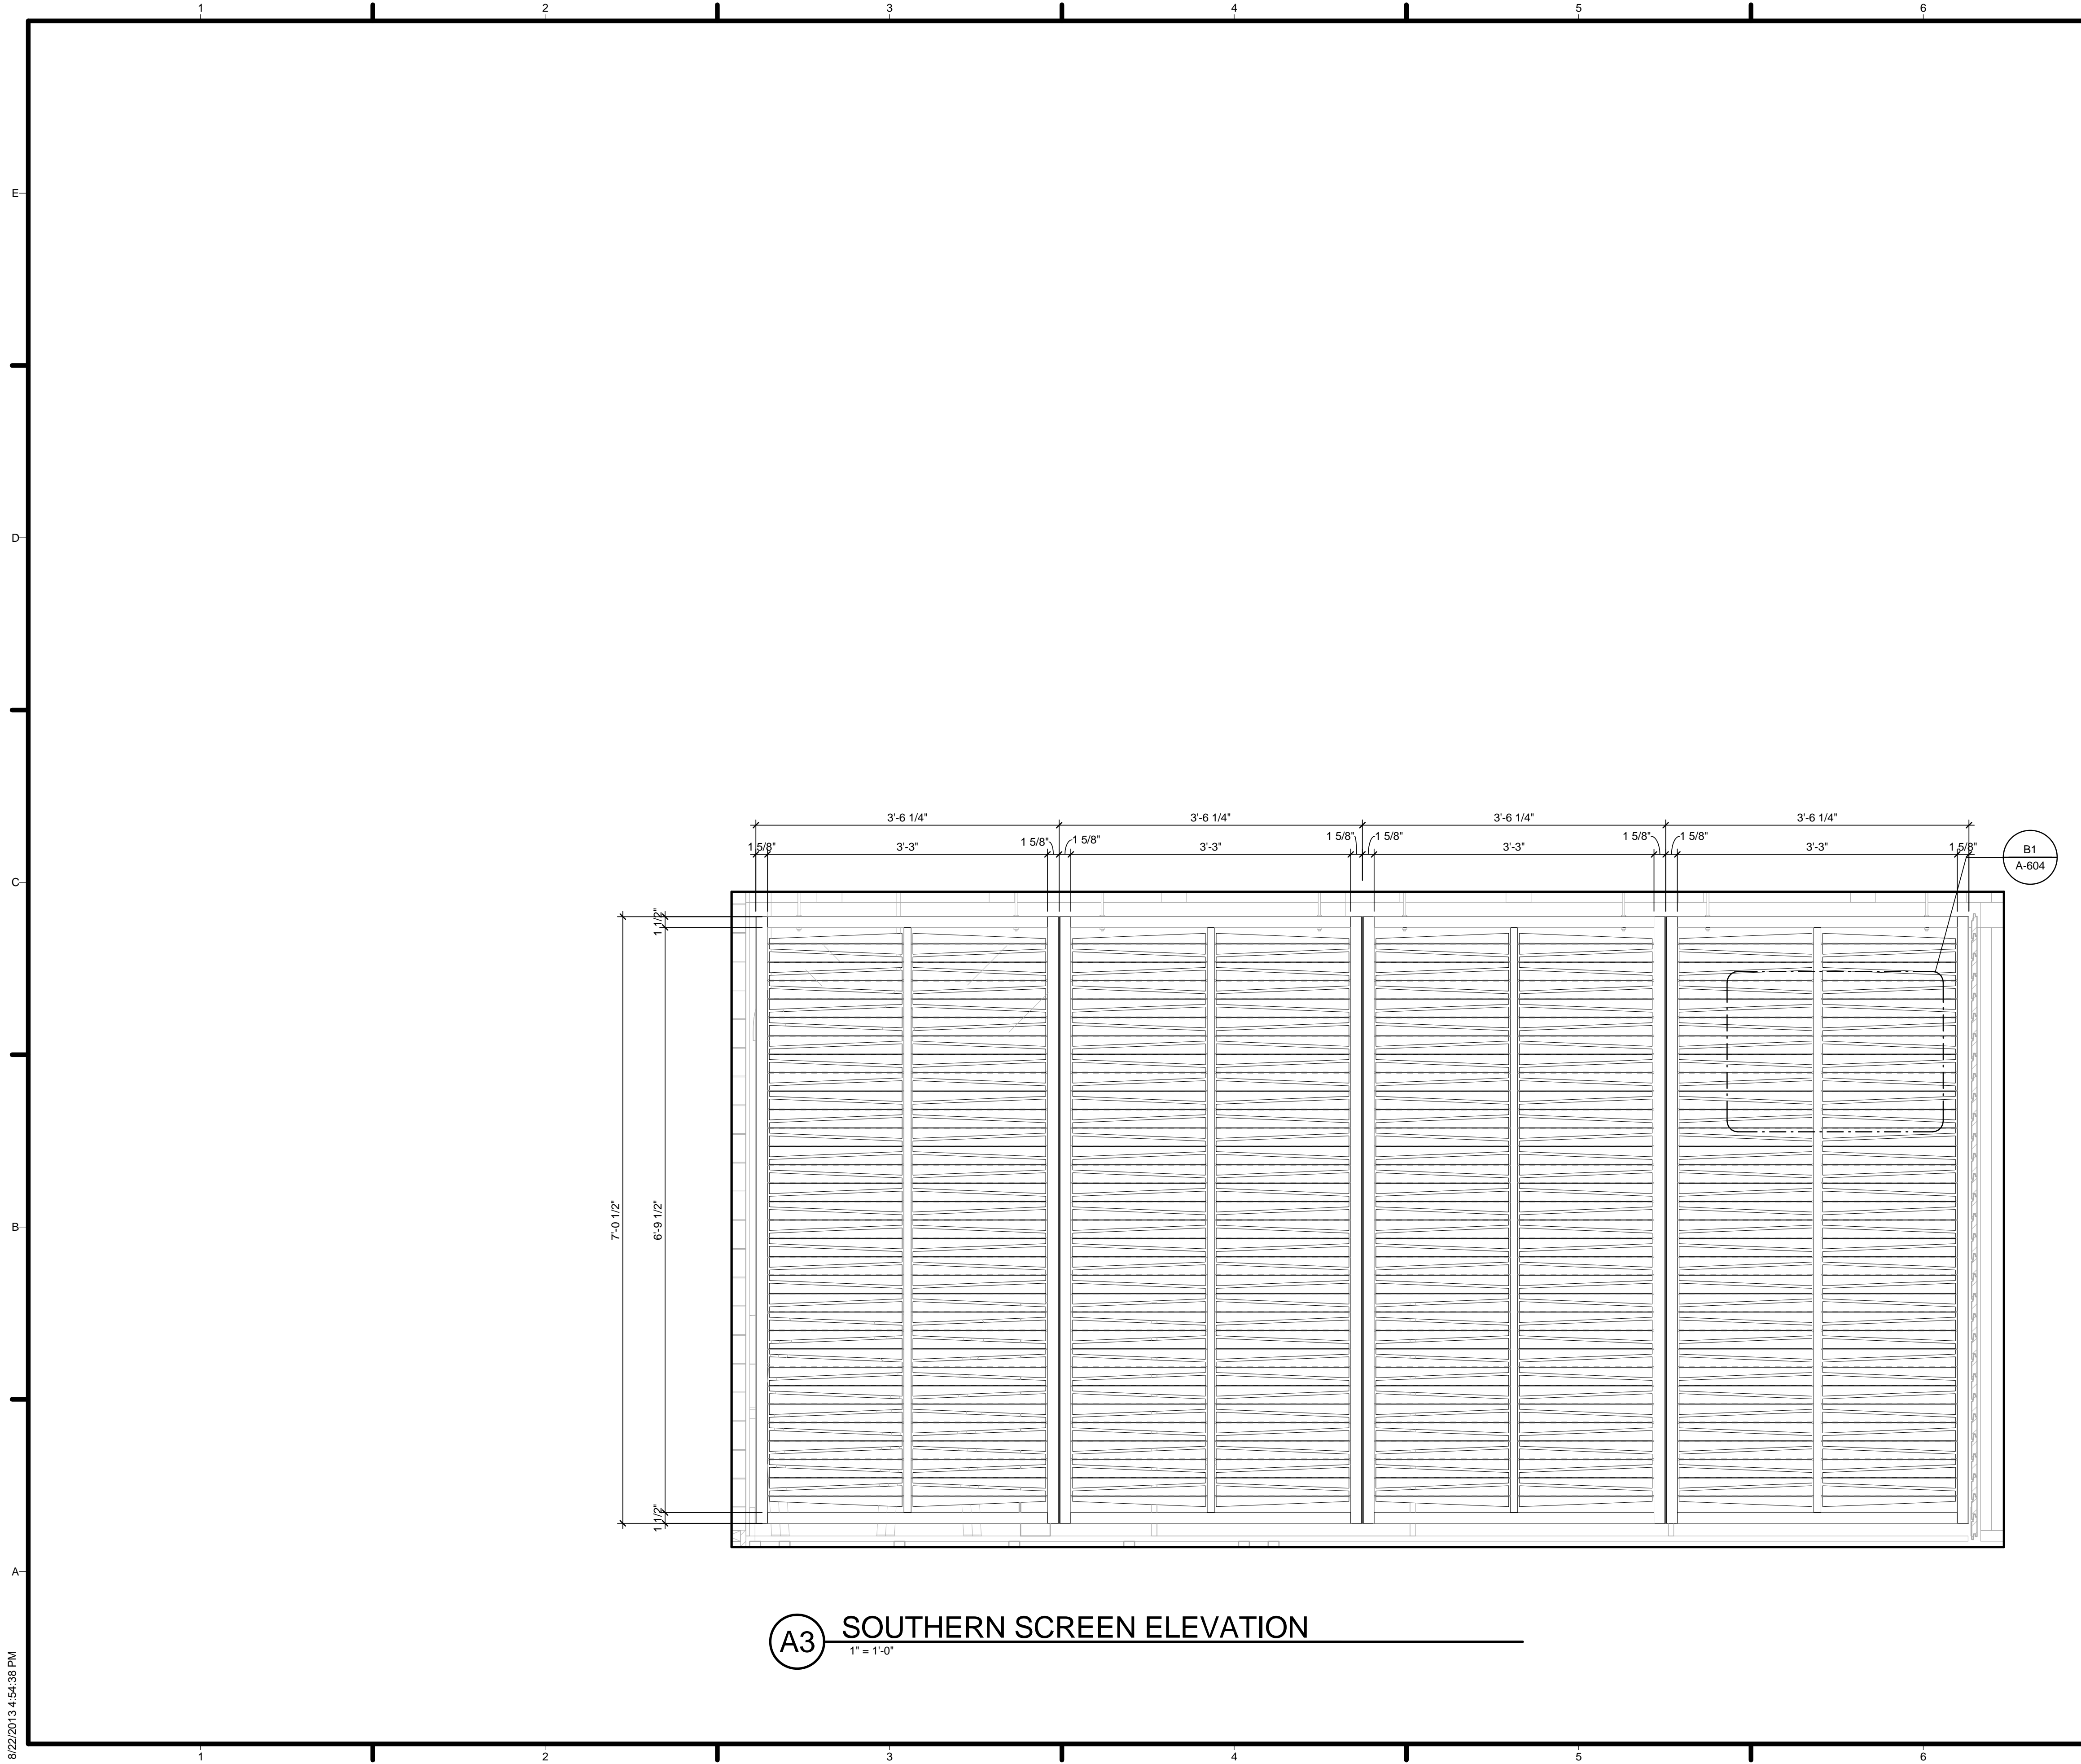 1 2 3 4 5 6
E
D
3'-6 1/4" 3'-6 1/4" 3'-6 1/4" 3'-6 1/4"
1 5/8" 3'-3" 1 5/8" 1 5/8" 3'-3" 1 5/8" 1 5/8" 3'-3" 1 5/8" 1 5/8" 3'-3" 1 5/8"
B1
A-604
C
1 1/2"
7'-0 1/2"
6'-9 1/2"
B
1 1/2"
A
A3 SOUTHERN SCREEN ELEVATION
1" = 1'-0"
8/22/2013 4:54:38 PM
1 2 3 4 5 6